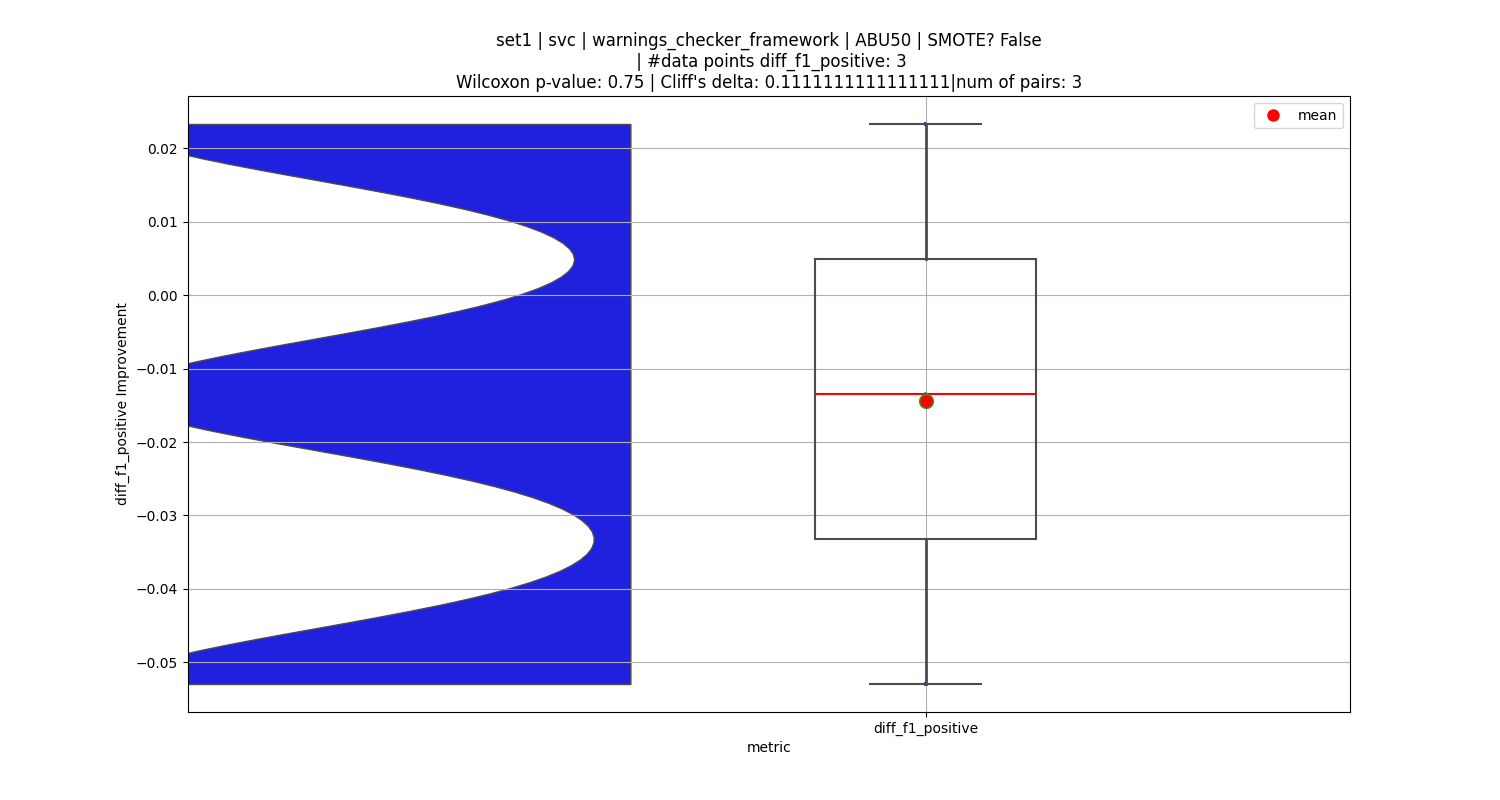 set1 | svc | warnings_checker_framework | ABU50 | SMOTE? False
| #data points diff_f1_positive: 3
Wilcoxon p-value: 0.75 | Cliff's delta: 0.1111111111111111|num of pairs: 3
mean
0.02
0.01
0.00
−0.01
−0.02
−0.03
−0.04
−0.05
diff_f1_positive Improvement
diff_f1_positive
metric